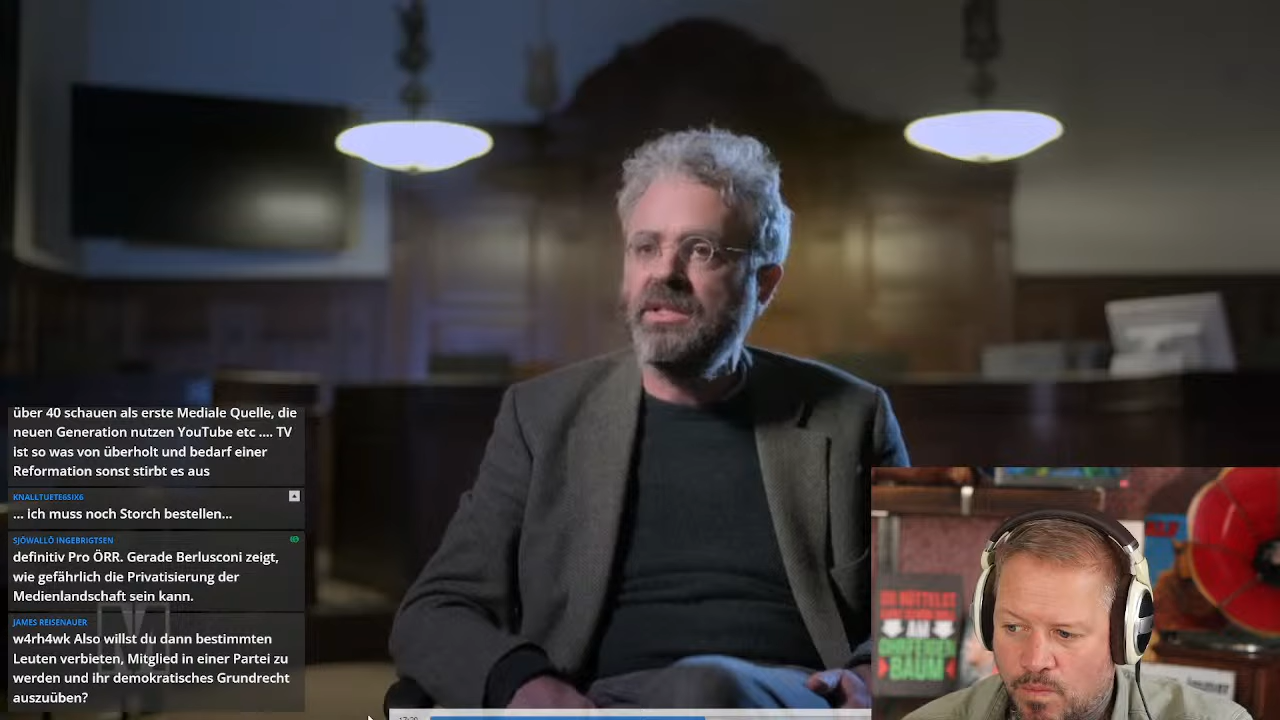 über 40 schauen als erste Mediale Quelle, die
neuen Generation nutzen YouTube etc .... TV
ist so was von überholt und bedarf einer
Reformation sonst stirbt es aus
KNALLTUETE6SIX6
... ich muss noch Storch bestellen...
SJÖWALLÕ INGEBRIGTSEN
definitiv Pro ÖRR. Gerade Berlusconi zeigt,
wie gefährlich die Privatisierung der
Medienlandschaft sein kann.
JAMES REISENAUER
w4rh4wk Also willst du dann bestimmten
Leuten verbieten, Mitglied in einer Partei zu
werden und ihr demokratisches Grundrecht
auszuüben?
AM
OHRFEIGEN
BAUM